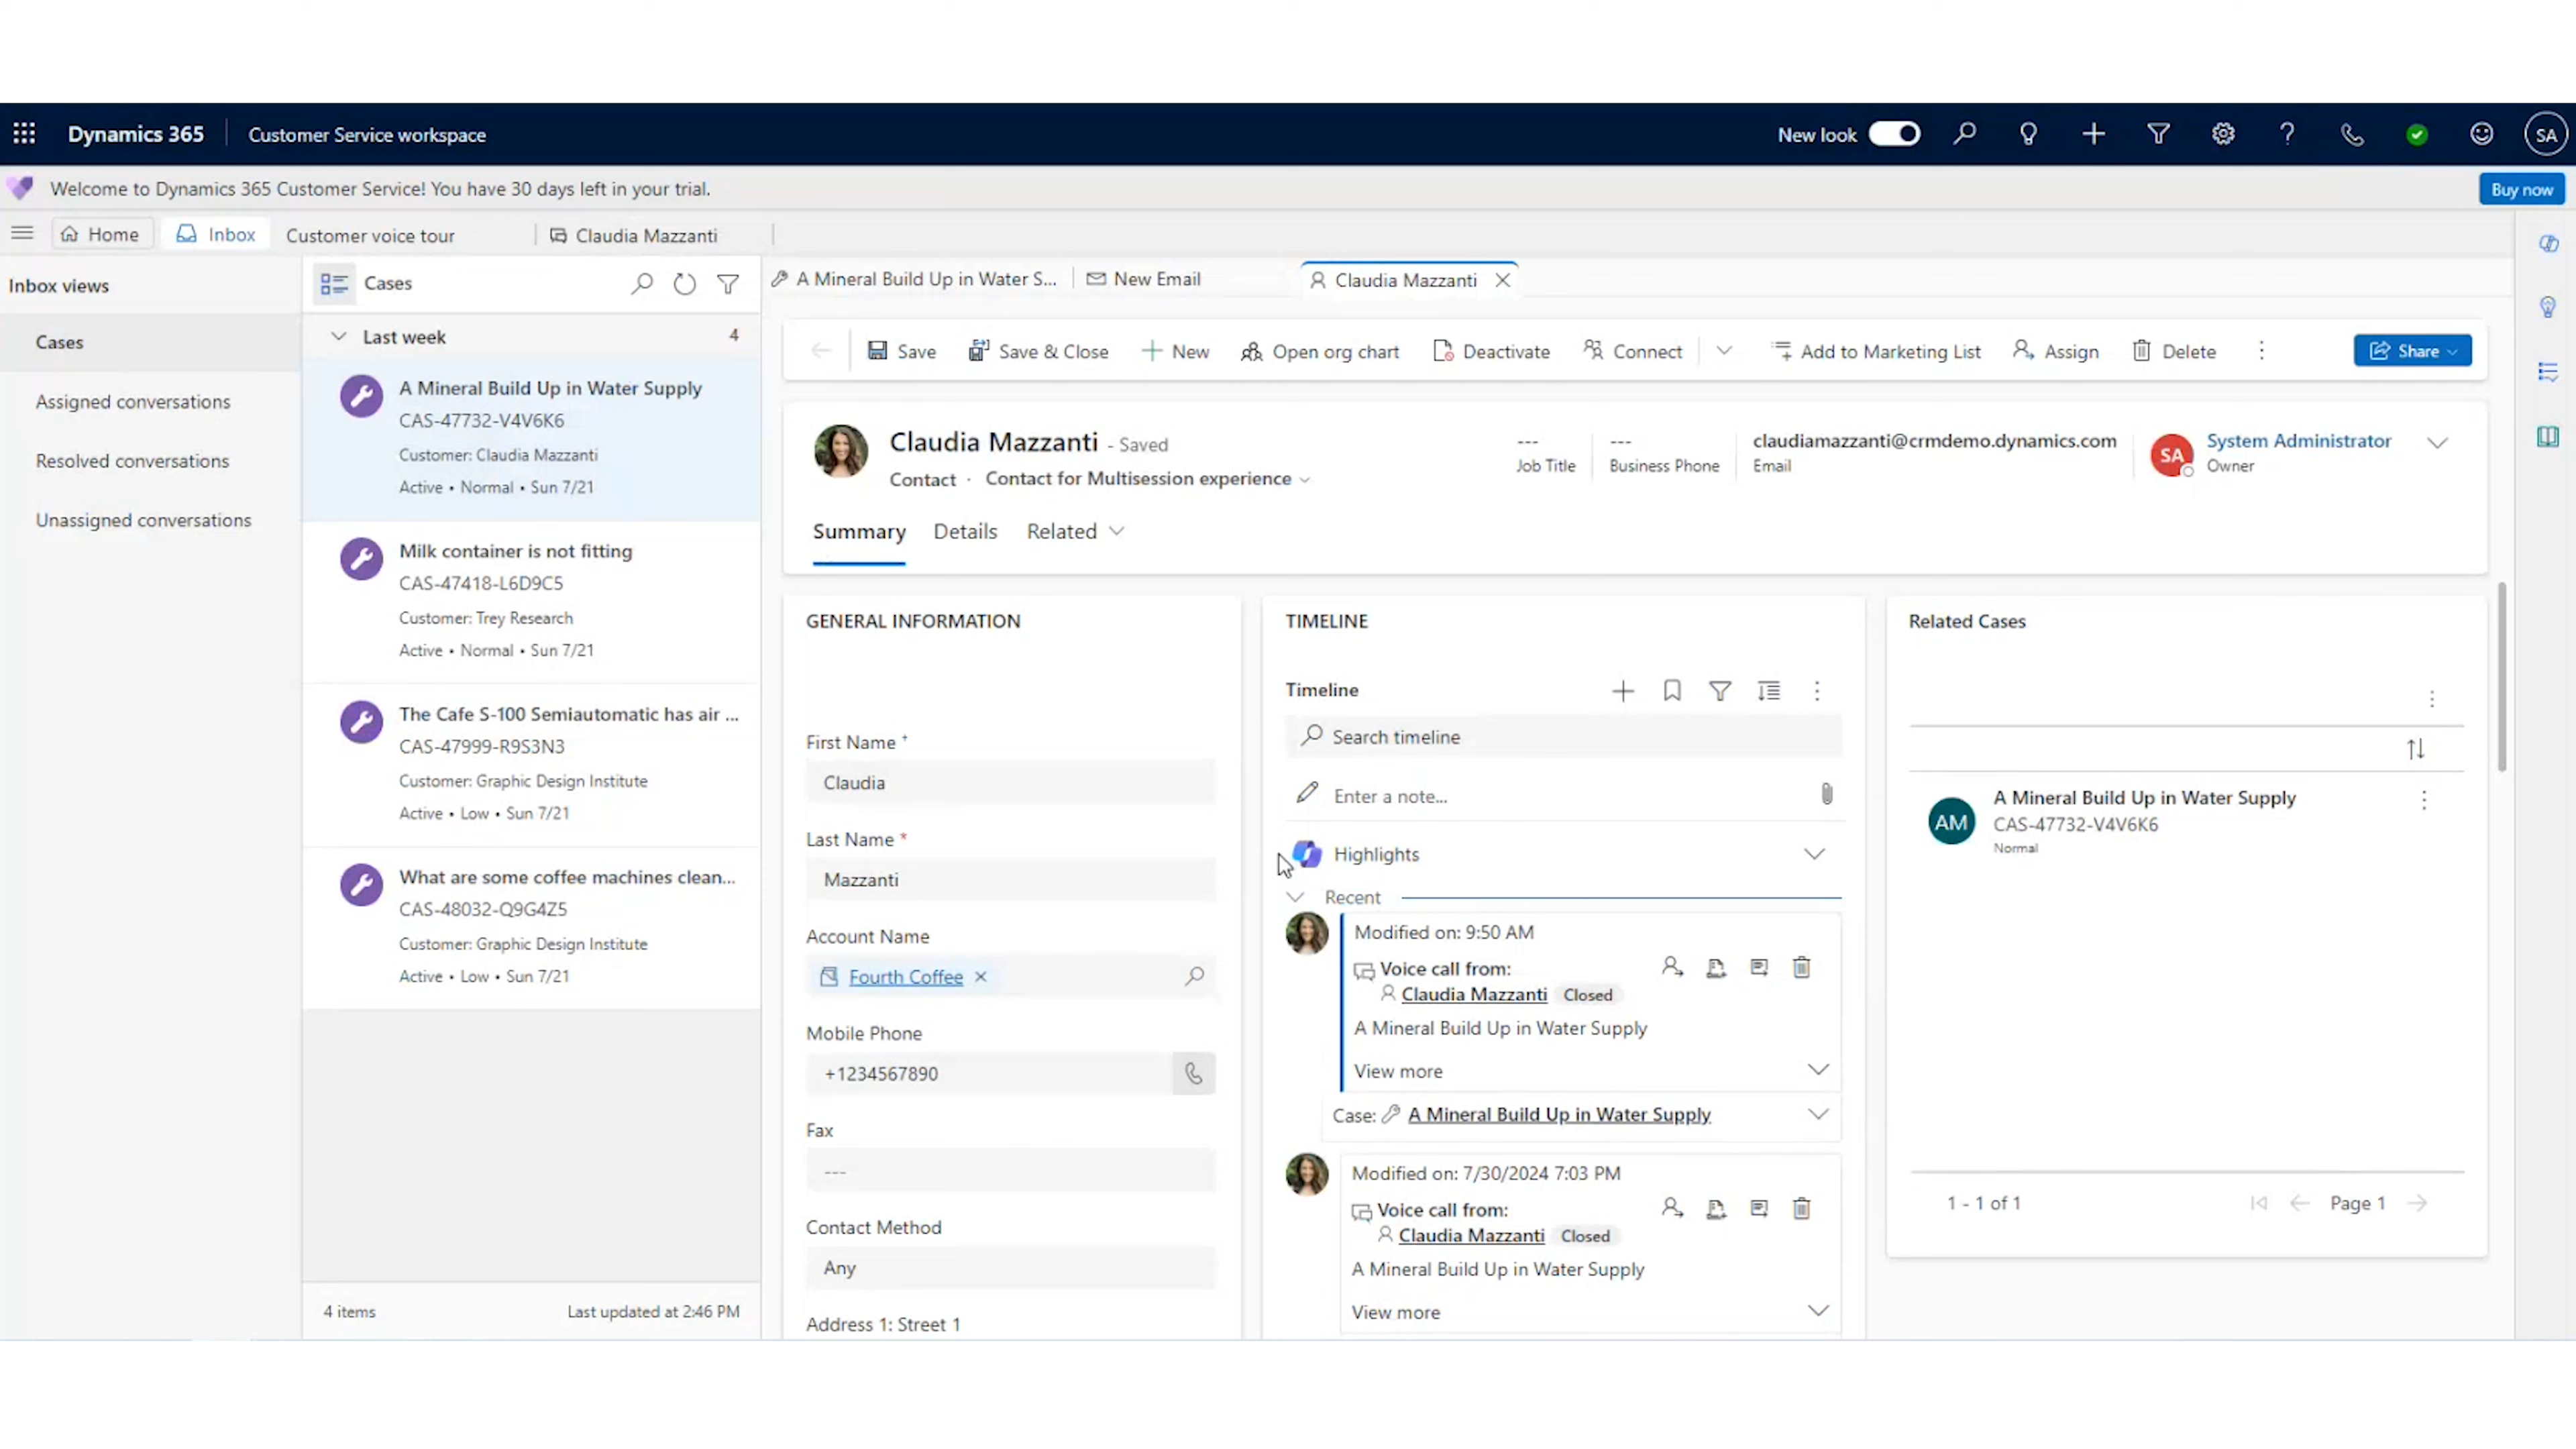 Dynamics 365
Customer Service workspace
New look
SA
Welcome to Dynamics 365 Customer Service! You have 30 days left in your trial.
Buy now
Home
Inbox
Customer voice tour
Claudia Mazzanti
Inbox views
Cases
Assigned conversations
Resolved conversations
Unassigned conversations
Cases
Last week
4
A Mineral Build Up in Water Supply
CAS-47732-V4V6K6
Customer: Claudia Mazzanti
Active • Normal • Sun 7/21
Milk container is not fitting
CAS-47418-L6D9C5
Customer: Trey Research
Active • Normal • Sun 7/21
The Cafe S-100 Semiautomatic has air ...
CAS-47999-R9S3N3
Customer: Graphic Design Institute
Active • Low • Sun 7/21
What are some coffee machines clean...
CAS-48032-Q9G4Z5
Customer: Graphic Design Institute
Active • Low • Sun 7/21
4 items
Last updated at 2:46 PM
A Mineral Build Up in Water S...
New Email
Claudia Mazzanti
Save
Save & Close
New
Open org chart
Deactivate
Connect
Add to Marketing List
Assign
Delete
Share
Claudia Mazzanti - Saved
Contact · Contact for Multisession experience
---
Job Title
---
Business Phone
claudiamazzanti@crmdemo.dynamics.com
Email
SA
System Administrator
Owner
Summary
Details
Related
GENERAL INFORMATION
First Name +
Claudia
Last Name *
Mazzanti
Account Name
Fourth Coffee
Mobile Phone
+1234567890
Fax
---
Contact Method
Any
Address 1: Street 1
TIMELINE
Timeline
Search timeline
Enter a note...
Highlights
Recent
Modified on: 9:50 AM
Voice call from:
Claudia Mazzanti Closed
A Mineral Build Up in Water Supply
View more
Case: A Mineral Build Up in Water Supply
Modified on: 7/30/2024 7:03 PM
Voice call from:
Claudia Mazzanti Closed
A Mineral Build Up in Water Supply
View more
Related Cases
AM
A Mineral Build Up in Water Supply
CAS-47732-V4V6K6
Normal
1 - 1 of 1
Page 1